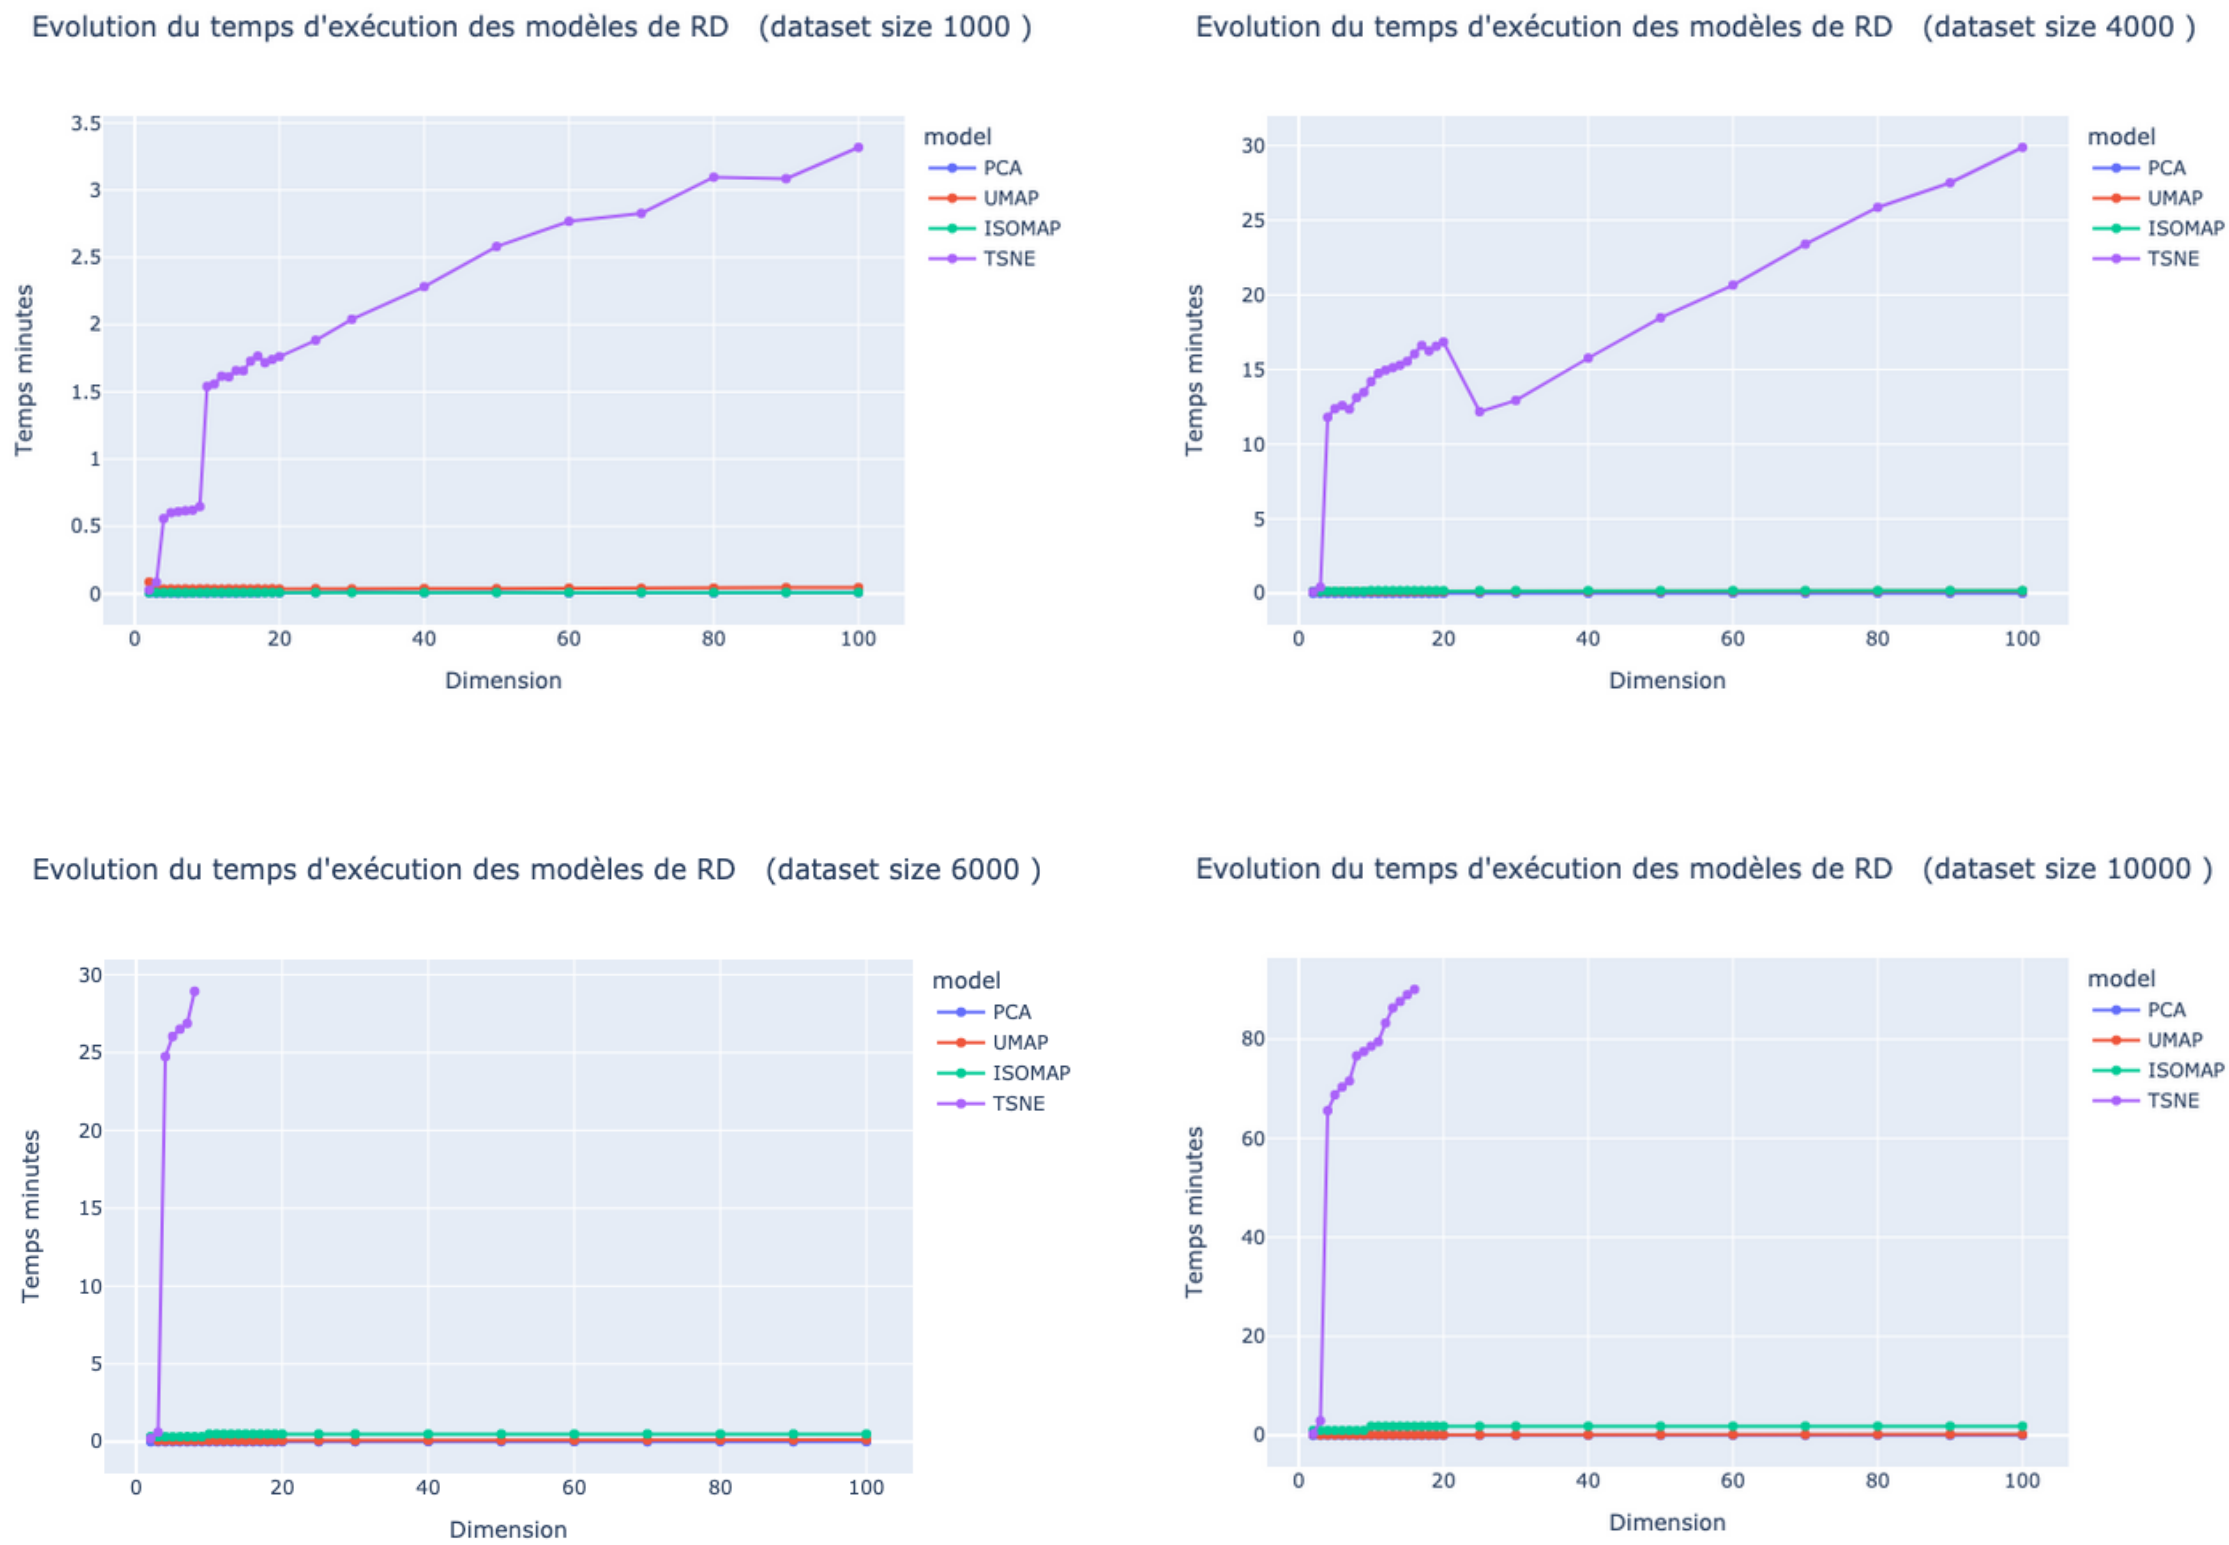 Evolution du temps d'exécution des modèles de RD (dataset size 1000 )
3.5
3
2.5
2
1.5
1
0.5
0
Temps minutes
0 20 40 60 80 100
Dimension
model
PCA
UMAP
ISOMAP
TSNE
Evolution du temps d'exécution des modèles de RD (dataset size 4000 )
30
25
20
15
10
5
0
Temps minutes
0 20 40 60 80 100
Dimension
model
PCA
UMAP
ISOMAP
TSNE
Evolution du temps d'exécution des modèles de RD (dataset size 6000 )
30
25
20
15
10
5
0
Temps minutes
0 20 40 60 80 100
Dimension
model
PCA
UMAP
ISOMAP
TSNE
Evolution du temps d'exécution des modèles de RD (dataset size 10000 )
80
60
40
20
0
Temps minutes
0 20 40 60 80 100
Dimension
model
PCA
UMAP
ISOMAP
TSNE